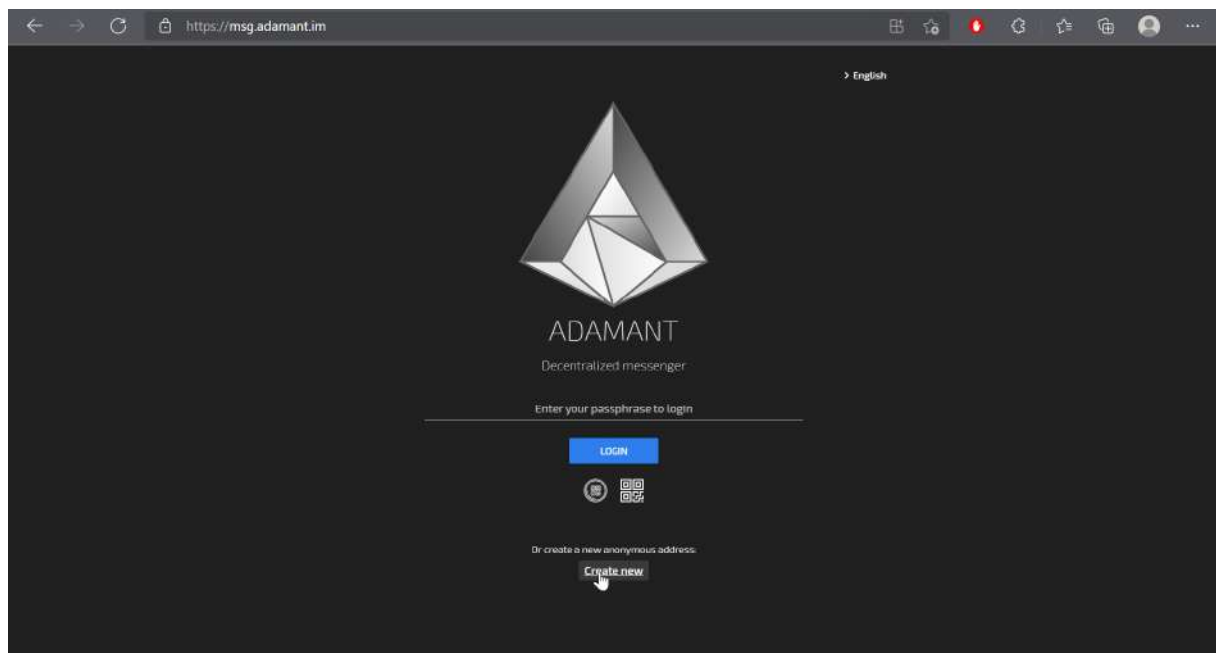 https://msg.adamant.im
> English
ADAMANT
Decentralized messenger
Enter your passphrase to login
LOGIN
Or create a new anonymous address:
Create new